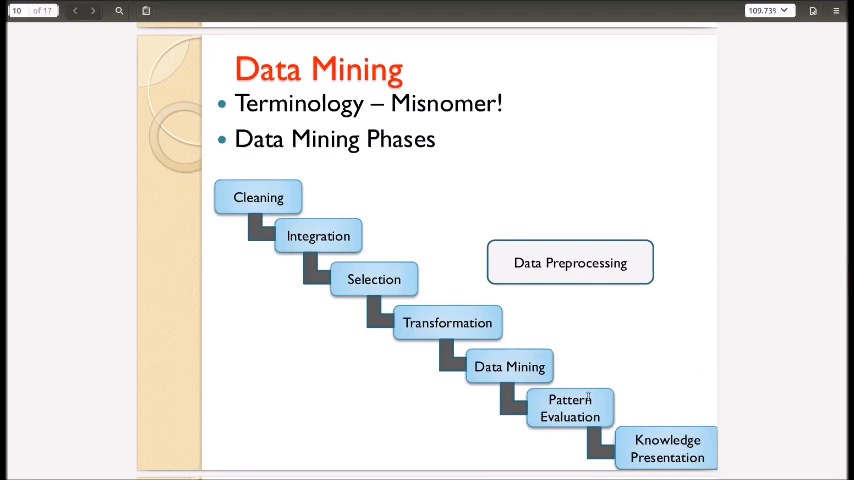 10 of 17
109.73%
Data Mining
• Terminology – Misnomer!
• Data Mining Phases
Cleaning
Integration
Selection
Data Preprocessing
Transformation
Data Mining
Pattern
Evaluation
Knowledge
Presentation